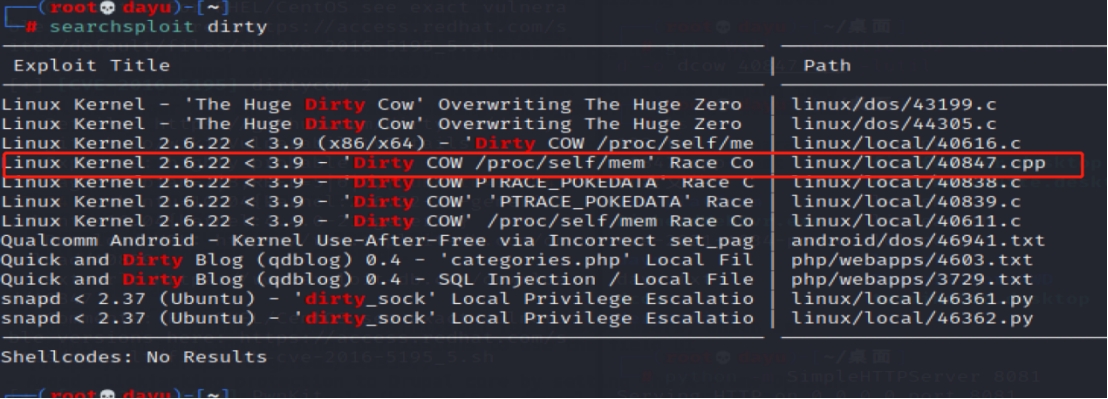 (root💀dayu)-[~]
# searchsploit dirty
Exploit Title | Path
Linux Kernel - 'The Huge Dirty Cow' Overwriting The Huge Zero | linux/dos/43199.c
Linux Kernel - 'The Huge Dirty Cow' Overwriting The Huge Zero | linux/dos/44305.c
Linux Kernel 2.6.22 < 3.9 (x86/x64) - 'Dirty COW /proc/self/me | linux/local/40616.c
Linux Kernel 2.6.22 < 3.9 - 'Dirty COW /proc/self/mem' Race Co | linux/local/40847.cpp
Linux Kernel 2.6.22 < 3.9 - 'Dirty COW PTRACE_POKEDATA' Race C | linux/local/40838.c
Linux Kernel 2.6.22 < 3.9 - 'Dirty COW' 'PTRACE_POKEDATA' Race | linux/local/40839.c
Linux Kernel 2.6.22 < 3.9 - 'Dirty COW' /proc/self/mem Race Co | linux/local/40611.c
Qualcomm Android - Kernel Use-After-Free via Incorrect set_pag | android/dos/46941.txt
Quick and Dirty Blog (qdblog) 0.4 - 'categories.php' Local Fil | php/webapps/4603.txt
Quick and Dirty Blog (qdblog) 0.4 - SQL Injection / Local File | php/webapps/3729.txt
snapd < 2.37 (Ubuntu) - 'dirty_sock' Local Privilege Escalatio | linux/local/46361.py
snapd < 2.37 (Ubuntu) - 'dirty_sock' Local Privilege Escalatio | linux/local/46362.py
Shellcodes: No Results
(root💀dayu)-[~]